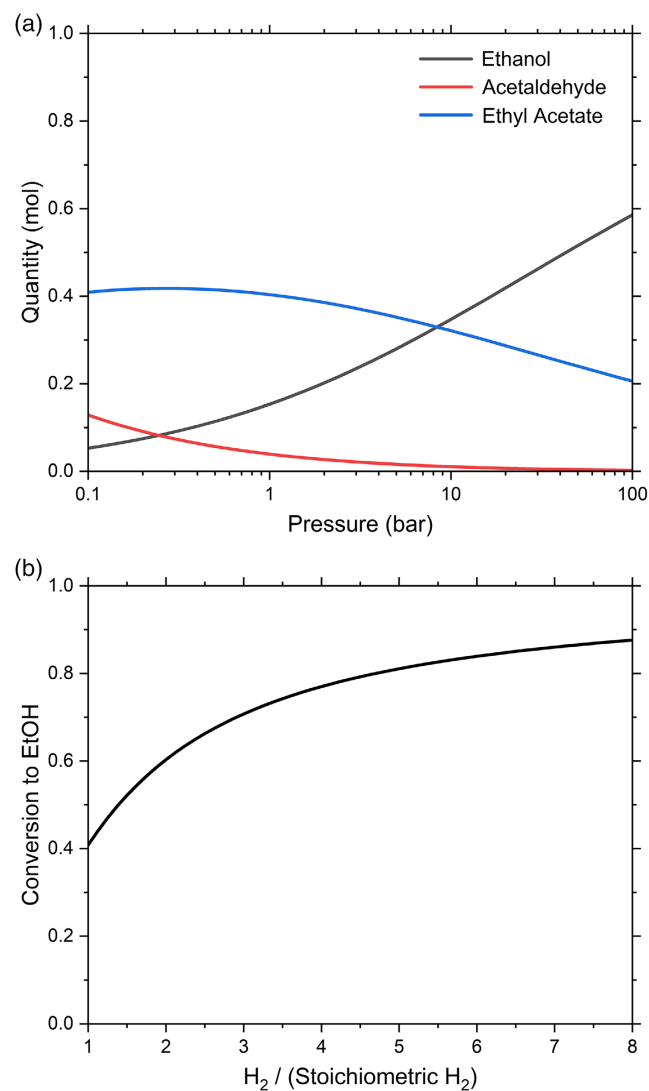 (a)
1.0
0.8
0.6
0.4
0.2
0.0
Quantity (mol)
Ethanol
Acetaldehyde
Ethyl Acetate
0.1 1 10 100
Pressure (bar)
(b)
1.0
0.8
0.6
0.4
0.2
0.0
Conversion to EtOH
1 2 3 4 5 6 7 8
H₂ / (Stoichiometric H₂)